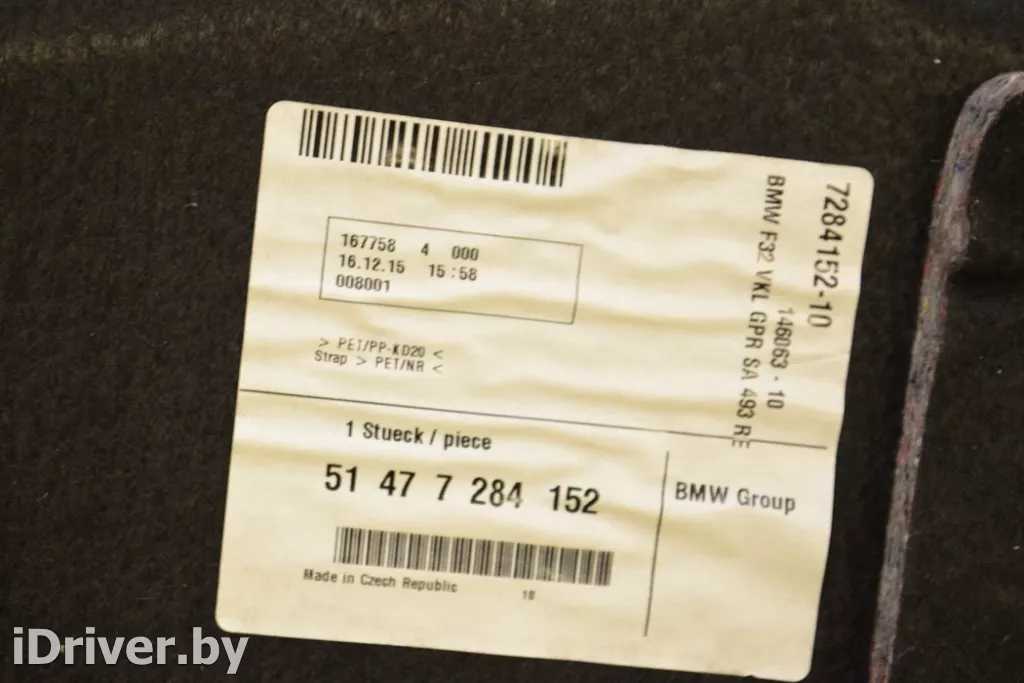 167758 4 000
16.12.15 15:58
008001
> PET/PP-KD20 <
Strap > PET/NR <
7284152-10
146063 - 10
BMW F32 VKL GPR SA 493 RE
1 Stueck / piece
51 47 7 284 152
BMW Group
Made in Czech Republic
iDriver.by